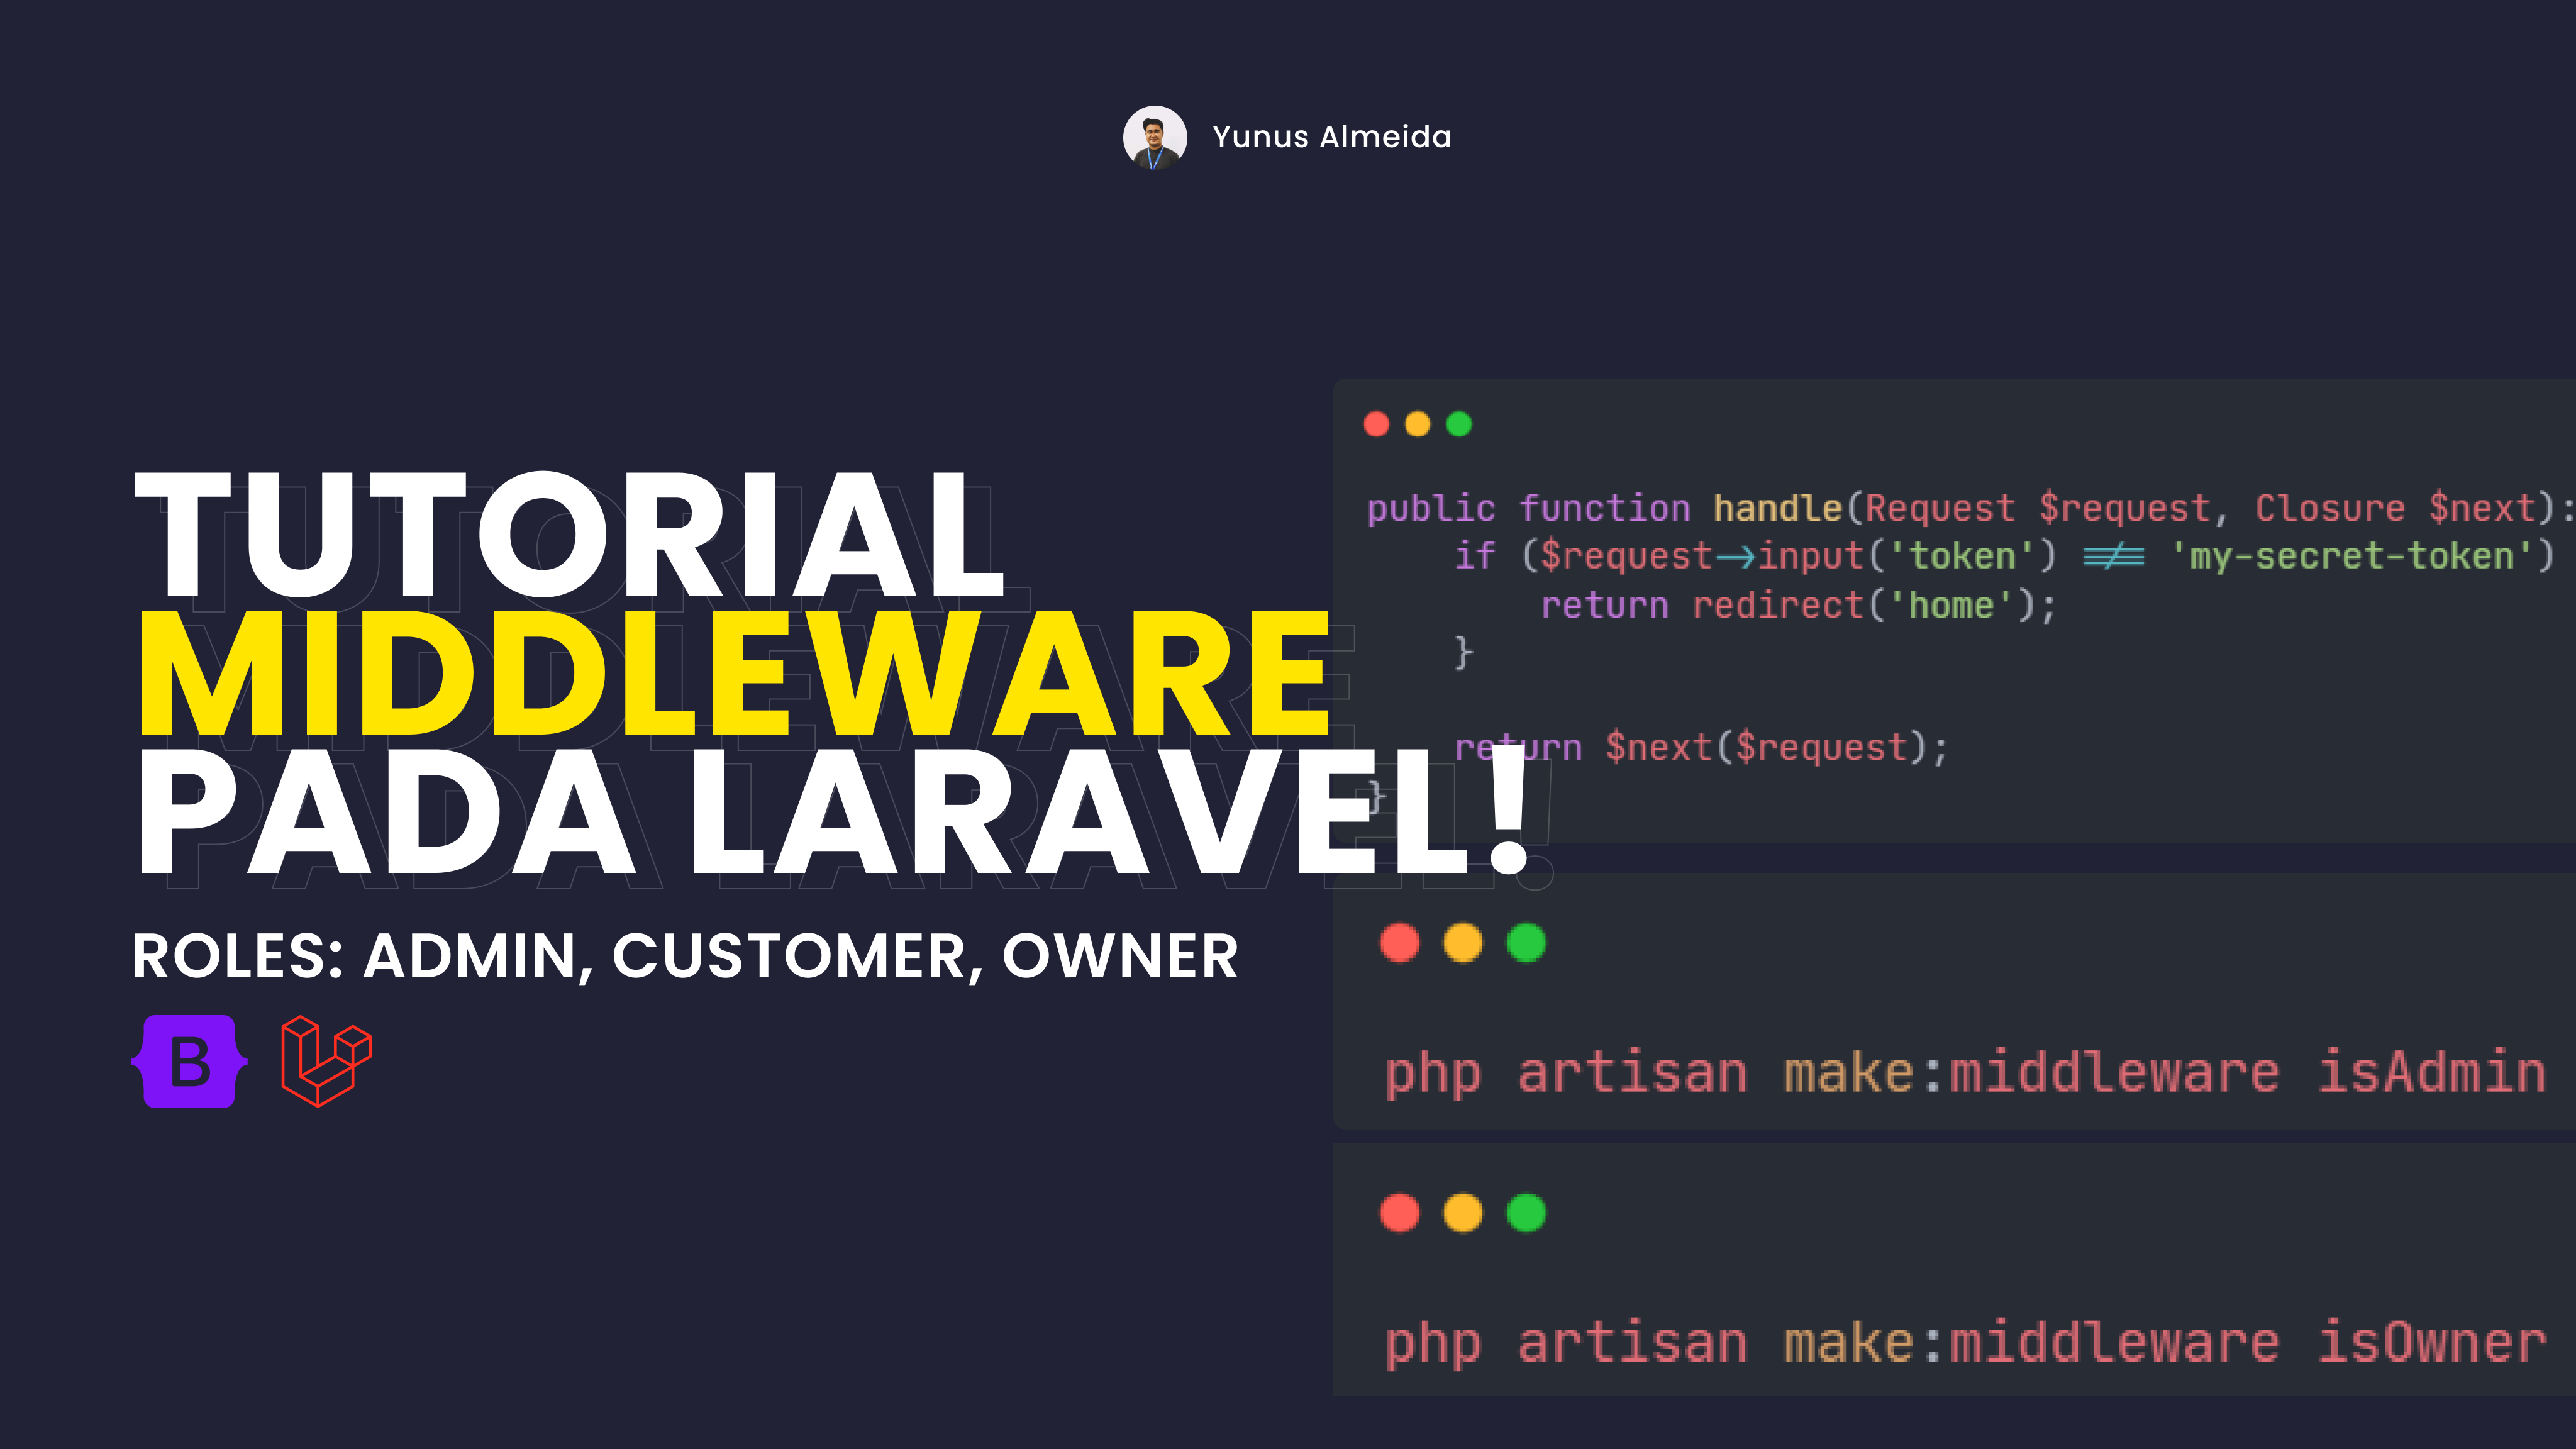 Yunus Almeida
TUTORIAL
MIDDLEWARE
PADA LARAVEL!
ROLES: ADMIN, CUSTOMER, OWNER
B
public function handle(Request $request, Closure $next):
if ($request->input('token') !== 'my-secret-token')
return redirect('home');
}
return $next($request);
}
php artisan make:middleware isAdmin
php artisan make:middleware isOwner